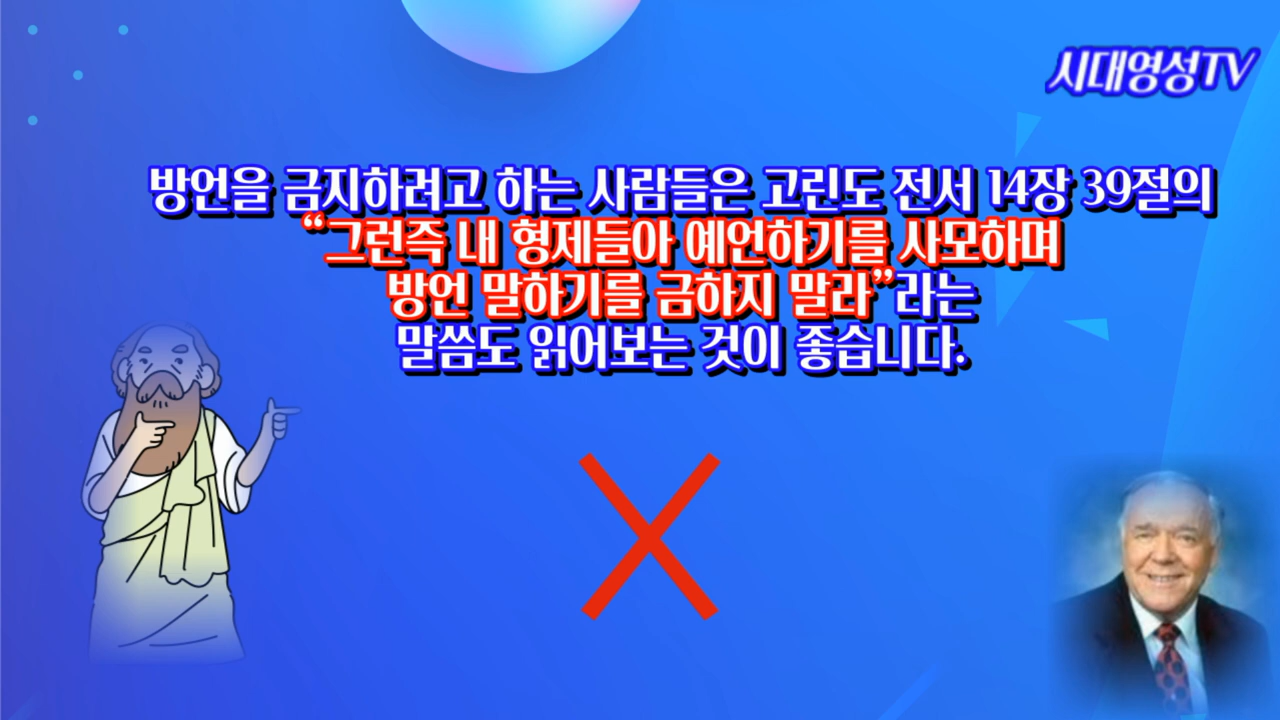 시대영성TV
방언을 금지하려고 하는 사람들은 고린도 전서 14장 39절의
“그런즉 내 형제들아 예언하기를 사모하며
방언 말하기를 금하지 말라”라는
말씀도 읽어보는 것이 좋습니다.